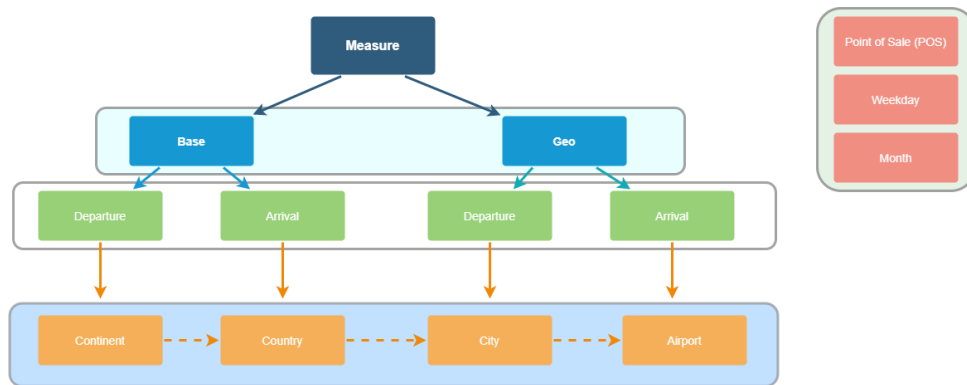 Measure
Point of Sale (POS)
Weekday
Month
Base
Geo
Departure
Arrival
Departure
Arrival
Continent
Country
City
Airport